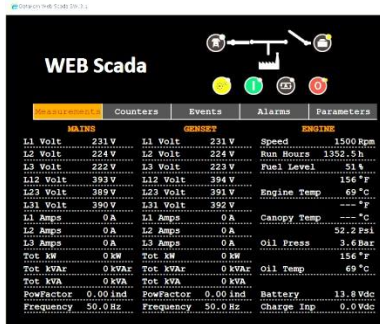 WEB Scada
Measurements Counters Events Alarms Parameters
MAINS GENSET ENGINE
L1 Volt 231 V L1 Volt 231 V Speed 1500 Rpm
L2 Volt 224 V L2 Volt 224 V Run Hours 1352.5h
L3 Volt 222 V L3 Volt 223 V Fuel Level 51 %
L12 Volt 393 V L12 Volt 394 V 156 °F
L23 Volt 389 V L23 Volt 391 V Engine Temp 69 °C
L31 Volt 390 V L31 Volt 392 V --- °F
L1 Amps 0 A L1 Amps 0 A Canopy Temp --- °C
L2 Amps 0 A L2 Amps 0 A 52.2 Psi
L3 Amps 0 A L3 Amps 0 A Oil Press 3.6 Bar
Tot kW 0 kW Tot kW 0 kW 156 °F
Tot kVAr 0 kVAr Tot kVAr 0 kVAr Oil Temp 69 °C
Tot kVA 0 kVA Tot kVA 0 kVA
PowFactor 0.00 ind PowFactor 0.00 ind Battery 13.8 Vdc
Frequency 50.0 Hz Frequency 50.0 Hz Charge Inp 0.0 Vdc